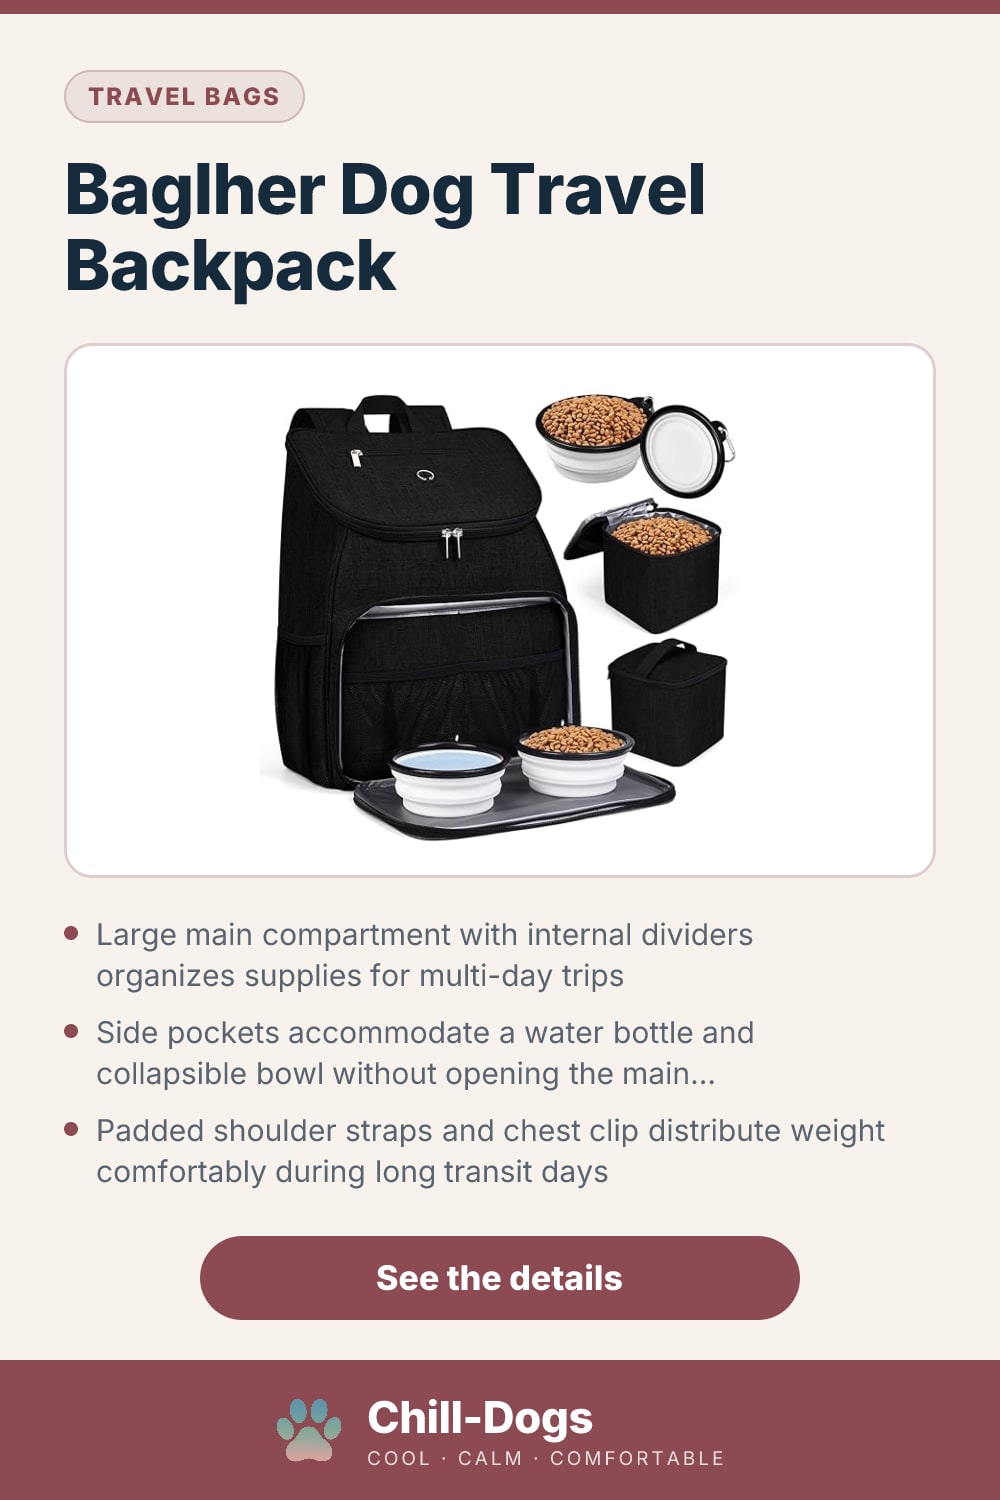 TRAVEL BAGS
Baglher Dog Travel
Backpack
Large main compartment with internal dividers
organizes supplies for multi-day trips
Side pockets accommodate a water bottle and
collapsible bowl without opening the main...
Padded shoulder straps and chest clip distribute weight
comfortably during long transit days
See the details
Chill-Dogs
COOL · CALM · COMFORTABLE